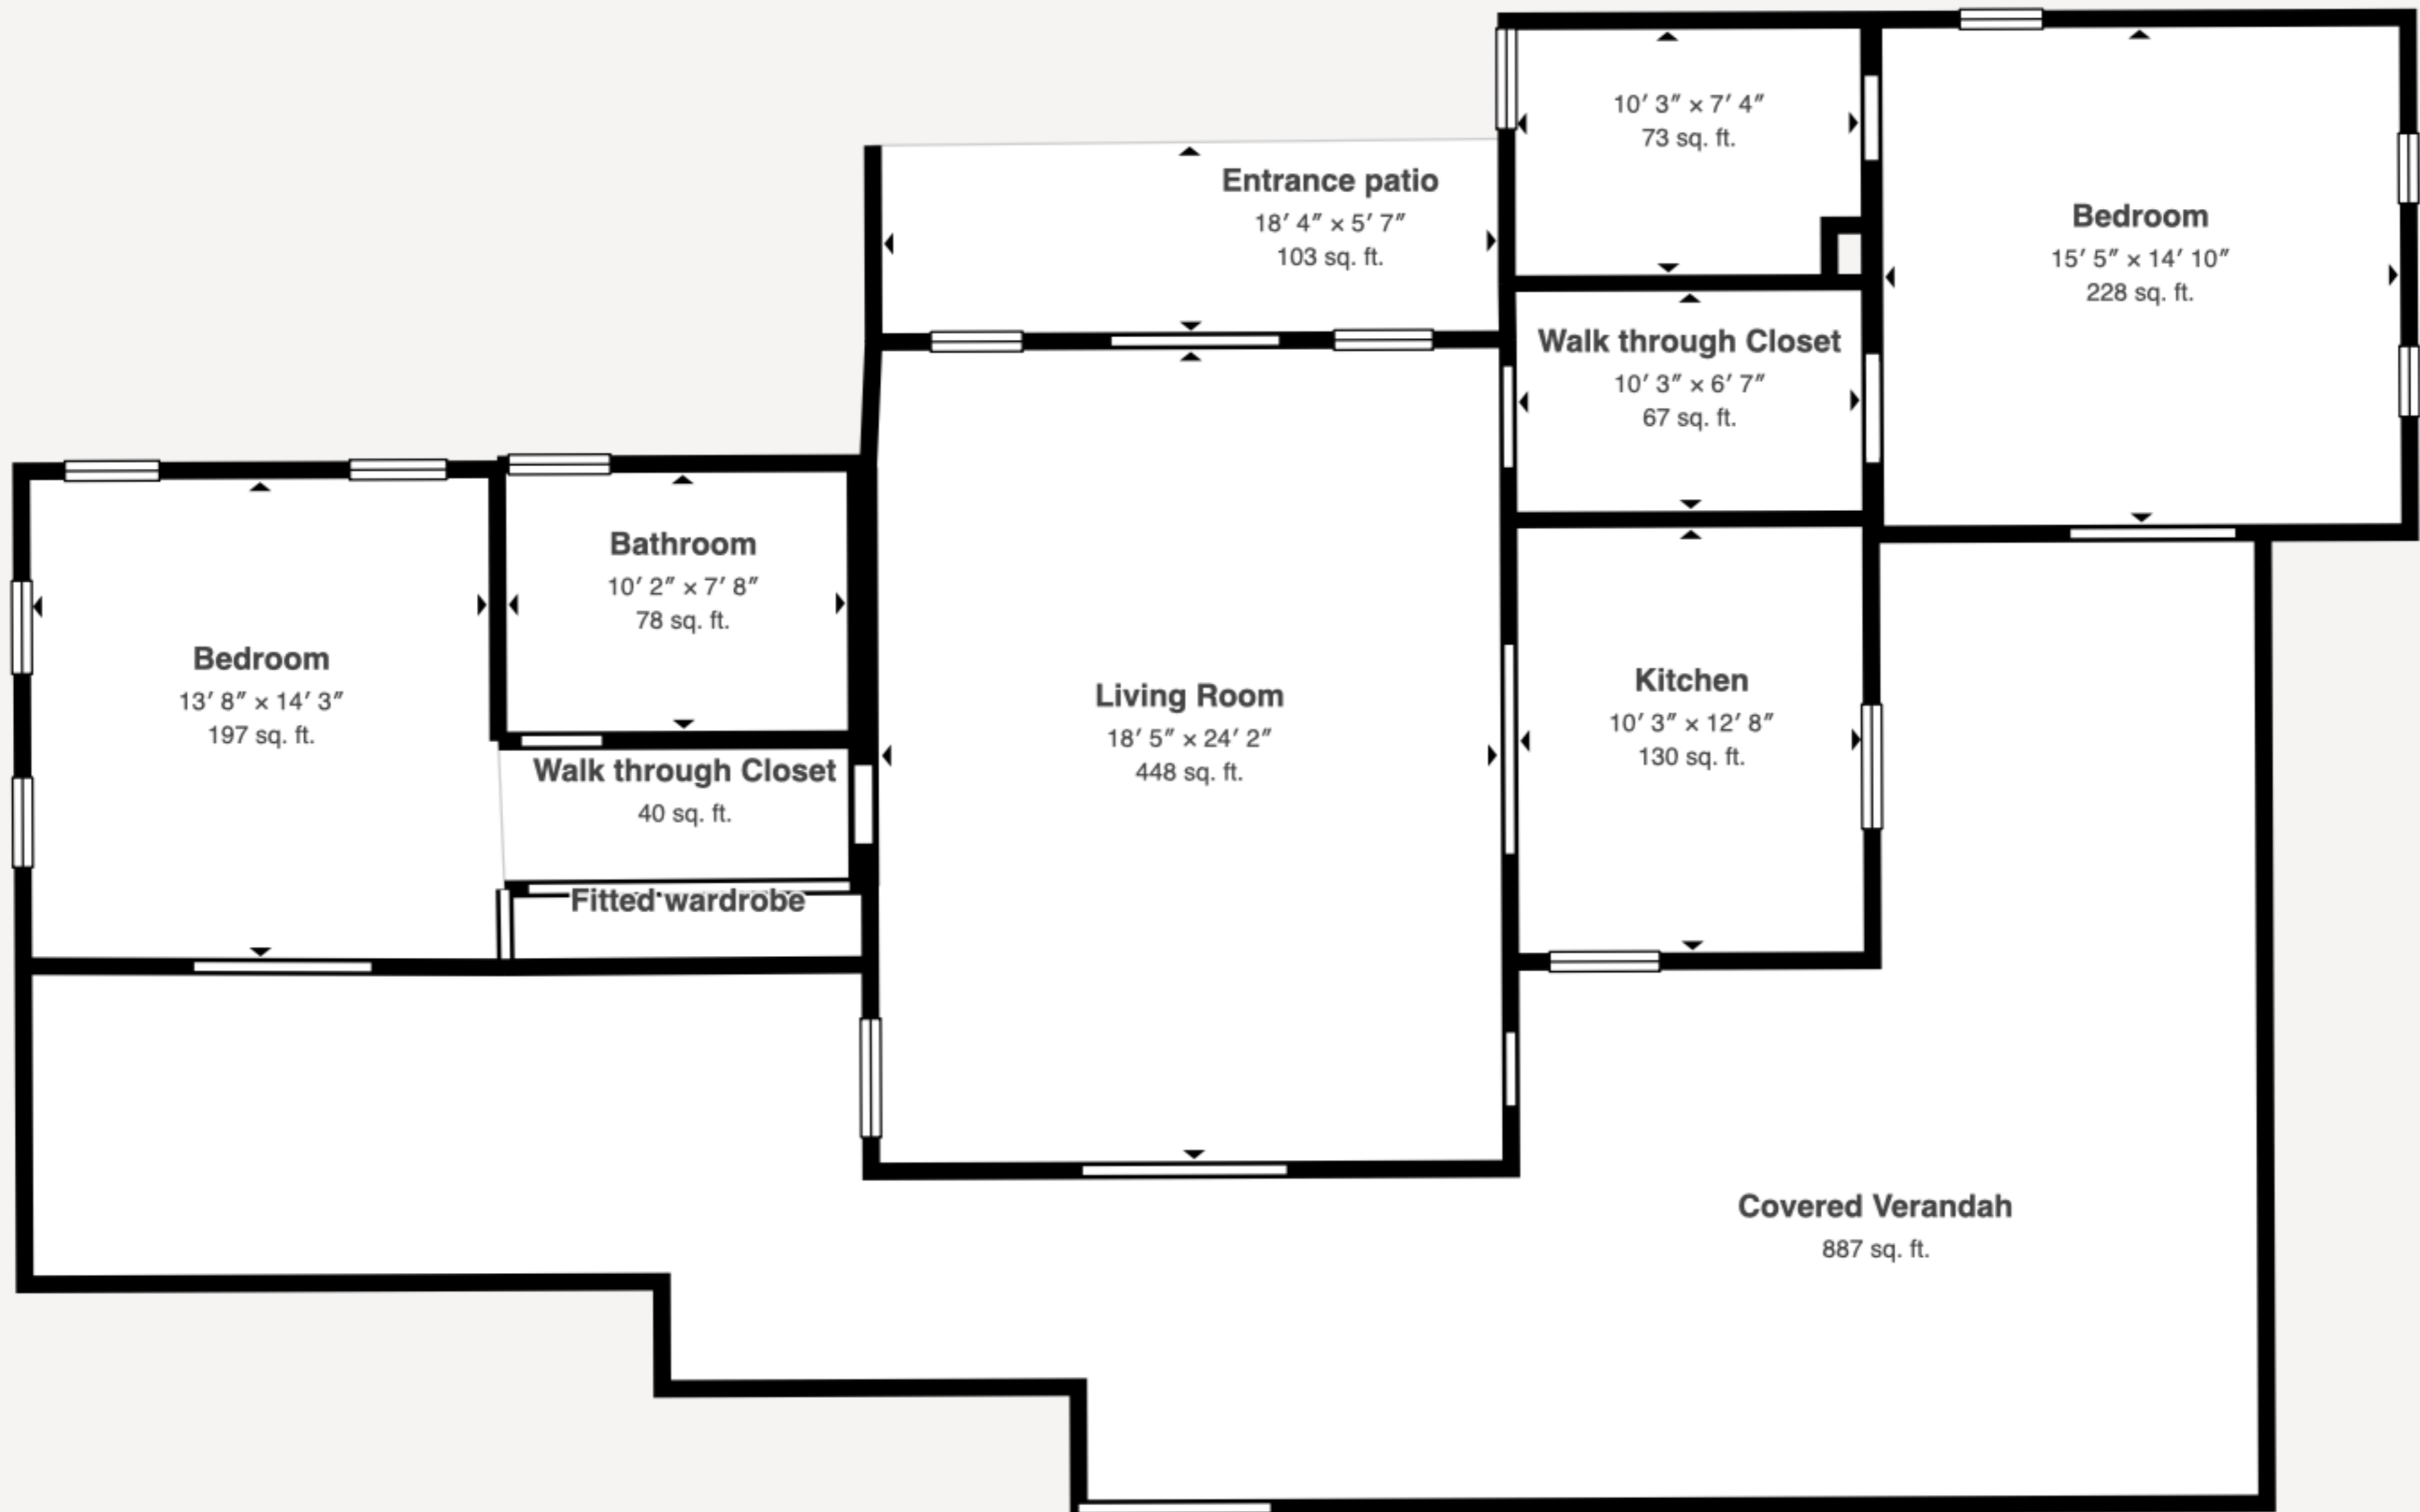 10′ 3″ × 7′ 4″
73 sq. ft.
Entrance patio
18′ 4″ × 5′ 7″
103 sq. ft.
Bedroom
15′ 5″ × 14′ 10″
228 sq. ft.
Walk through Closet
10′ 3″ × 6′ 7″
67 sq. ft.
Bathroom
10′ 2″ × 7′ 8″
78 sq. ft.
Bedroom
13′ 8″ × 14′ 3″
197 sq. ft.
Living Room
18′ 5″ × 24′ 2″
448 sq. ft.
Kitchen
10′ 3″ × 12′ 8″
130 sq. ft.
Walk through Closet
40 sq. ft.
Fitted wardrobe
Covered Verandah
887 sq. ft.